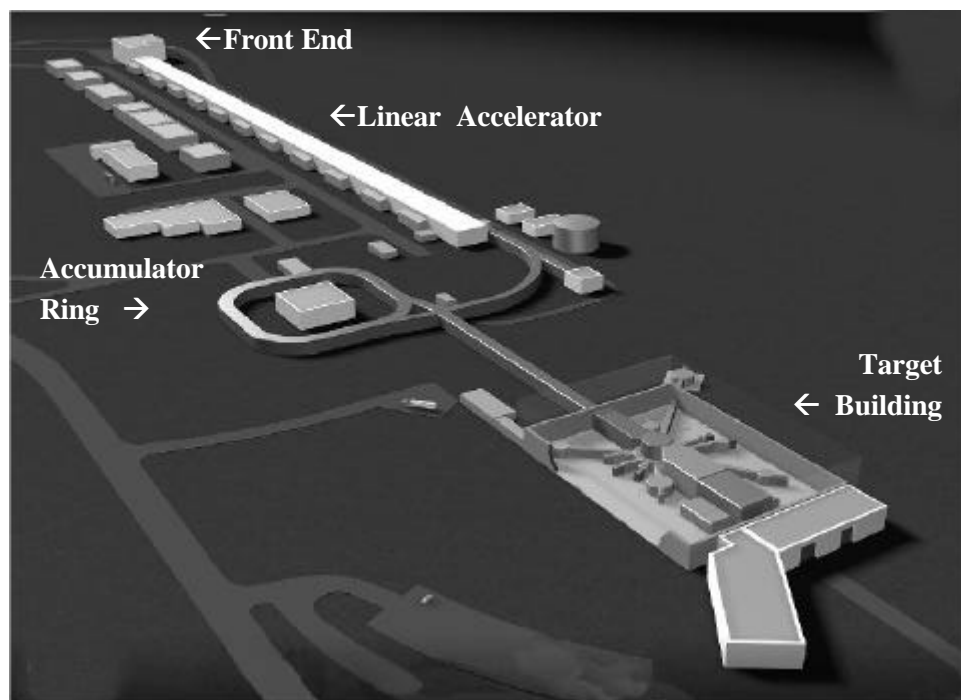 ←Front End
←Linear Accelerator
Accumulator
Ring →
Target
← Building